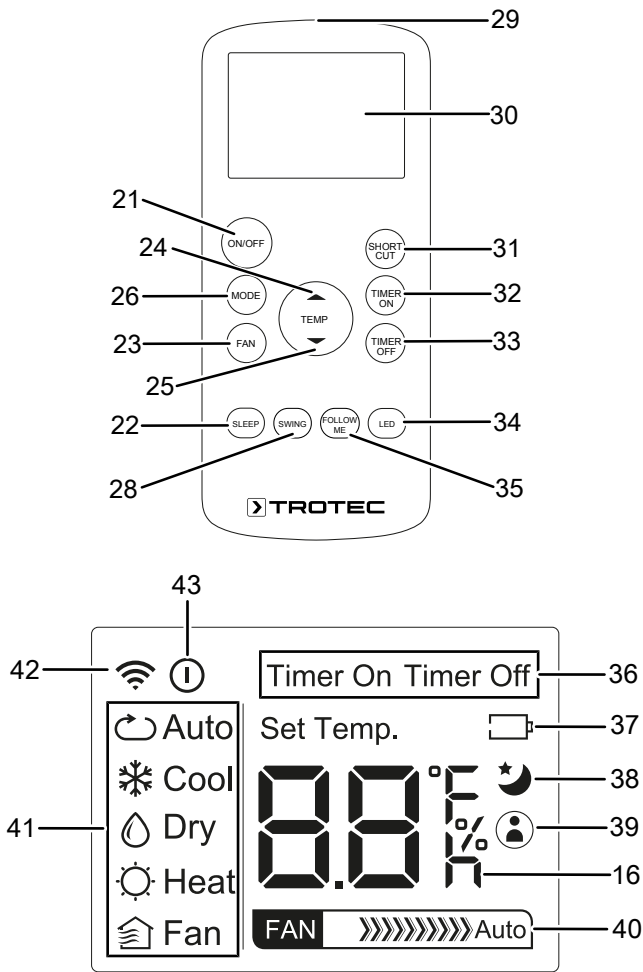 29
30
21
24
26
23
25
22
28
31
32
33
34
35
ON/OFF
SHORT
CUT
MODE
TEMP
TIMER
ON
FAN
TIMER
OFF
SLEEP
SWING
FOLLOW
ME
LED
TROTEC
43
42
36
37
38
39
16
40
41
Timer On Timer Off
Auto
Set Temp.
Cool
Dry
Heat
Fan
8.8
°F
%
h
FAN
Auto